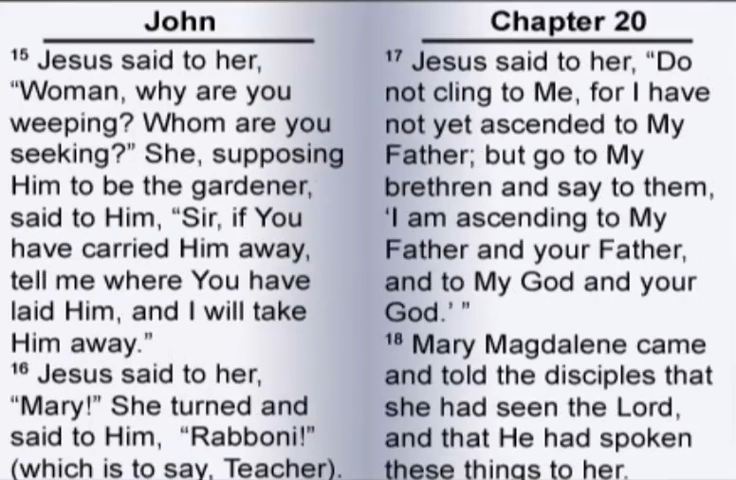 John
15 Jesus said to her,
“Woman, why are you
weeping? Whom are you
seeking?” She, supposing
Him to be the gardener,
said to Him, “Sir, if You
have carried Him away,
tell me where You have
laid Him, and I will take
Him away.”
16 Jesus said to her,
“Mary!” She turned and
said to Him, “Rabboni!”
(which is to say, Teacher).
Chapter 20
17 Jesus said to her, “Do
not cling to Me, for I have
not yet ascended to My
Father; but go to My
brethren and say to them,
‘I am ascending to My
Father and your Father,
and to My God and your
God.’ ”
18 Mary Magdalene came
and told the disciples that
she had seen the Lord,
and that He had spoken
these things to her.